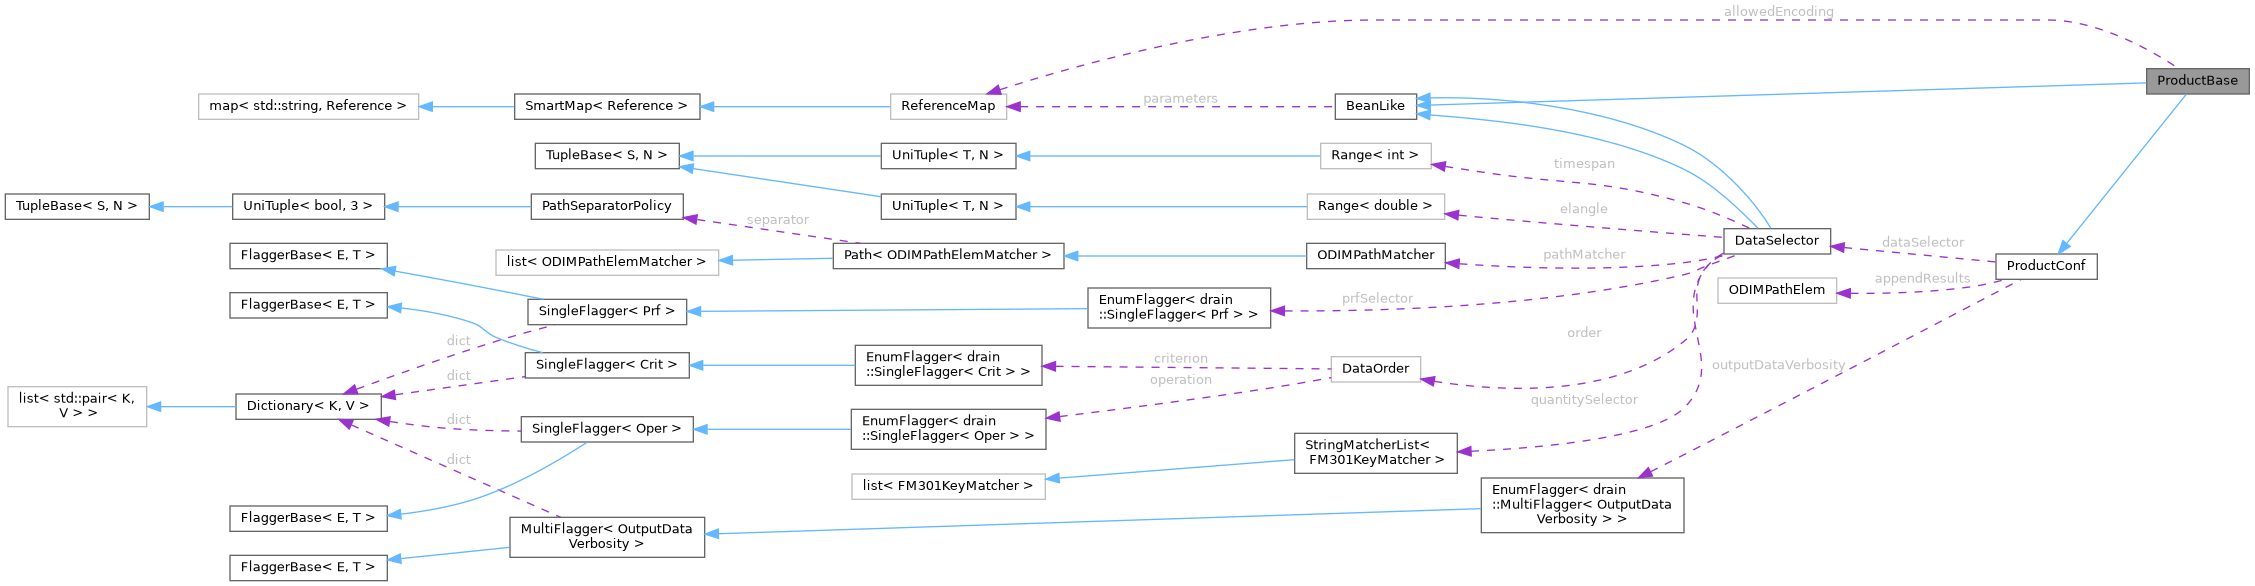 allowedEncoding
ProductBase
map< std::string, Reference >
SmartMap< Reference >
ReferenceMap
parameters
BeanLike
TupleBase< S, N >
UniTuple< T, N >
Range< int >
timespan
TupleBase< S, N >
UniTuple< bool, 3 >
PathSeparatorPolicy
UniTuple< T, N >
Range< double >
elangle
separator
DataSelector
dataSelector
FlaggerBase< E, T >
list< ODIMPathElemMatcher >
Path< ODIMPathElemMatcher >
ODIMPathMatcher
pathMatcher
ProductConf
appendResults
ODIMPathElem
FlaggerBase< E, T >
SingleFlagger< Prf >
EnumFlagger< drain
::SingleFlagger< Prf > >
prfSelector
order
dict
SingleFlagger< Crit >
EnumFlagger< drain
::SingleFlagger< Crit > >
criterion
DataOrder
operation
outputDataVerbosity
dict
list< std::pair< K,
V > >
Dictionary< K, V >
quantitySelector
dict
SingleFlagger< Oper >
EnumFlagger< drain
::SingleFlagger< Oper > >
StringMatcherList<
FM301KeyMatcher >
dict
list< FM301KeyMatcher >
EnumFlagger< drain
::MultiFlagger< OutputData
Verbosity > >
FlaggerBase< E, T >
MultiFlagger< OutputData
Verbosity >
FlaggerBase< E, T >